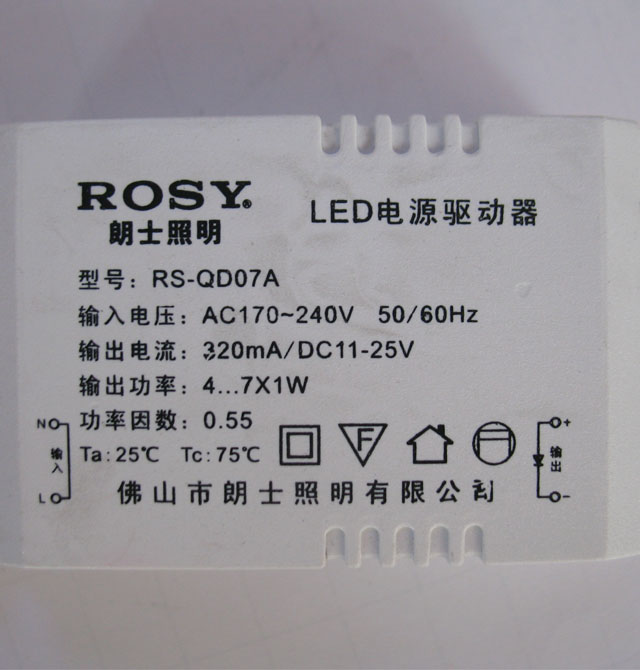 ROSY®
朗士照明
LED电源驱动器
型号：RS-QD07A
输入电压：AC170~240V 50/60Hz
输出电流：320mA/DC11-25V
输出功率：4...7X1W
功率因数：0.55
Ta:25℃ Tc:75℃
F
N
输入
L
+
输出
-
佛山市朗士照明有限公司